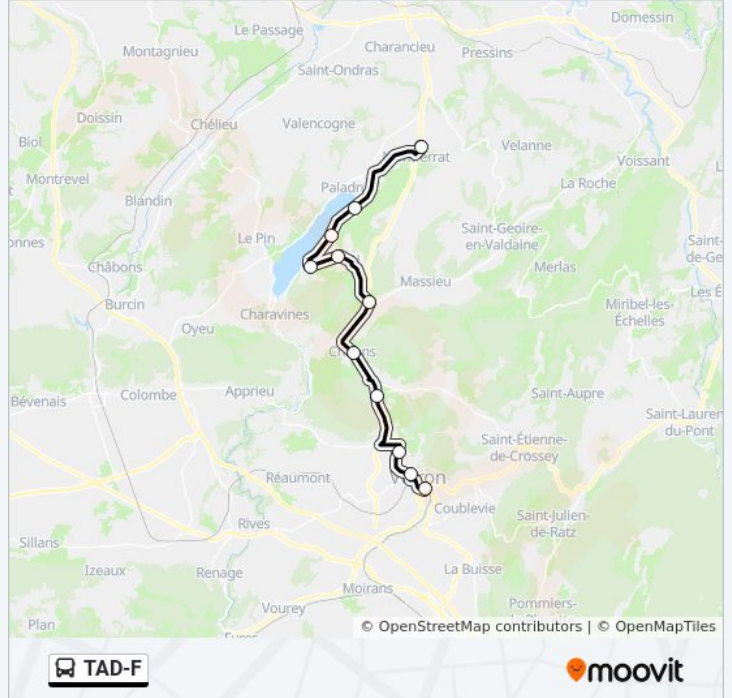 Domessin
Le Passage
Montagnieu
Charancieu
Pressins
Saint-Ondras
Doissin
Chélieu
Valencogne
Biol
Velanne
Voissant
Montrevel
La Roche
Blandin
Saint-Geoire-
en-Valdaine
Le Pin
Saint-
de-Ge
onnes
Châbons
Merlas
Massieu
Burcin
Les É
Miribel-les-
Échelles
Charavines
Oyeu
Apprieu
Colombe
Bévenais
Saint-Aupre
Saint-Lauren
du-Pont
Saint-Étienne-
de-Crossey
Réaumont
Coublevie
Saint-Julien-
de-Ratz
Rives
Sillans
Izeaux
Renage
La Buisse
Moirans
Vourey
Pommiers-
Plan
© OpenStreetMap contributors | © OpenMapTiles
TAD-F
moovit